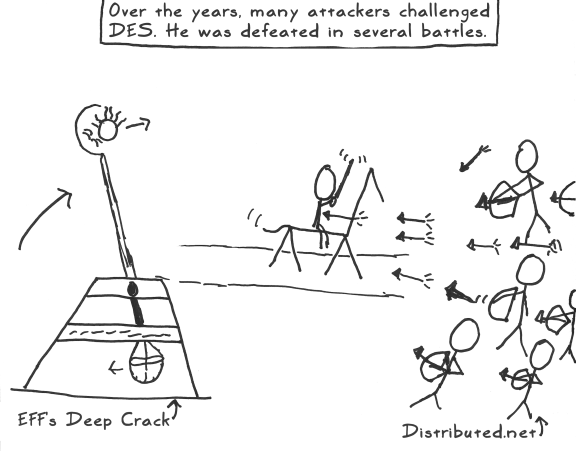 Over the years, many attackers challenged
DES. He was defeated in several battles.
EFF's Deep Crack
Distributed.net